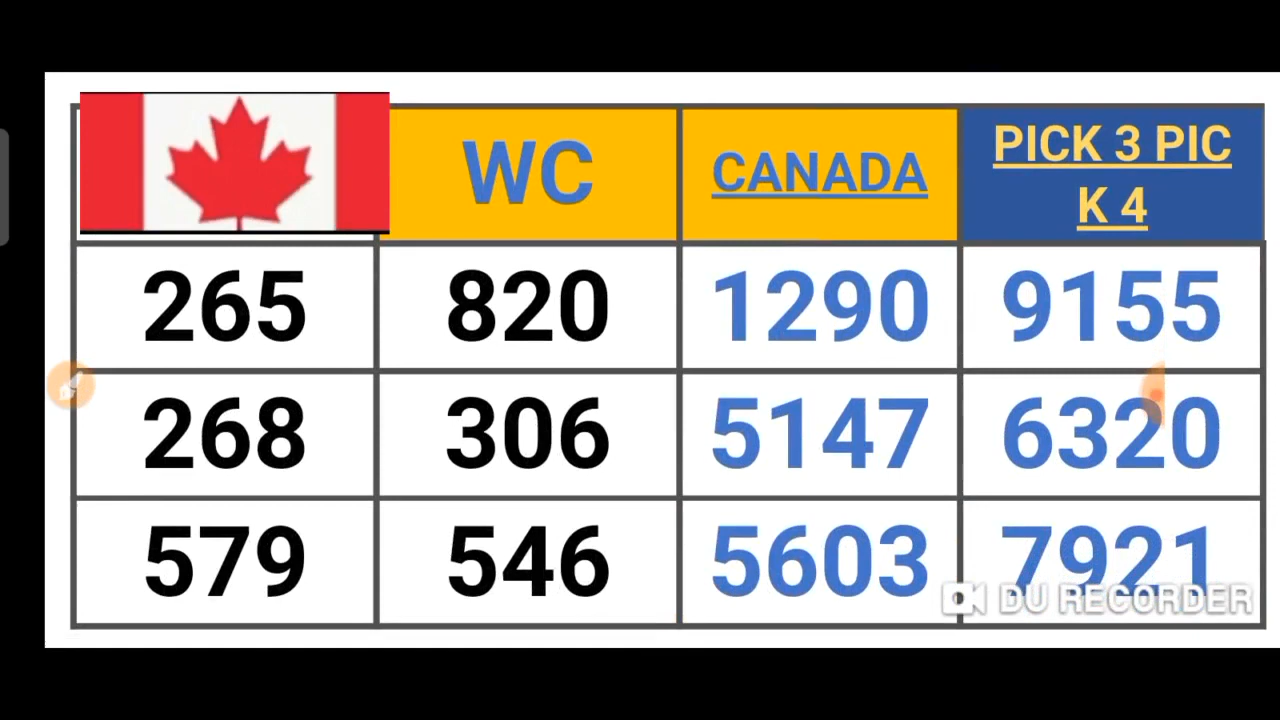 WC CANADA PICK 3 PIC
K 4
265 820 1290 9155
268 306 5147 6320
579 546 5603 7921
DU RECORDER